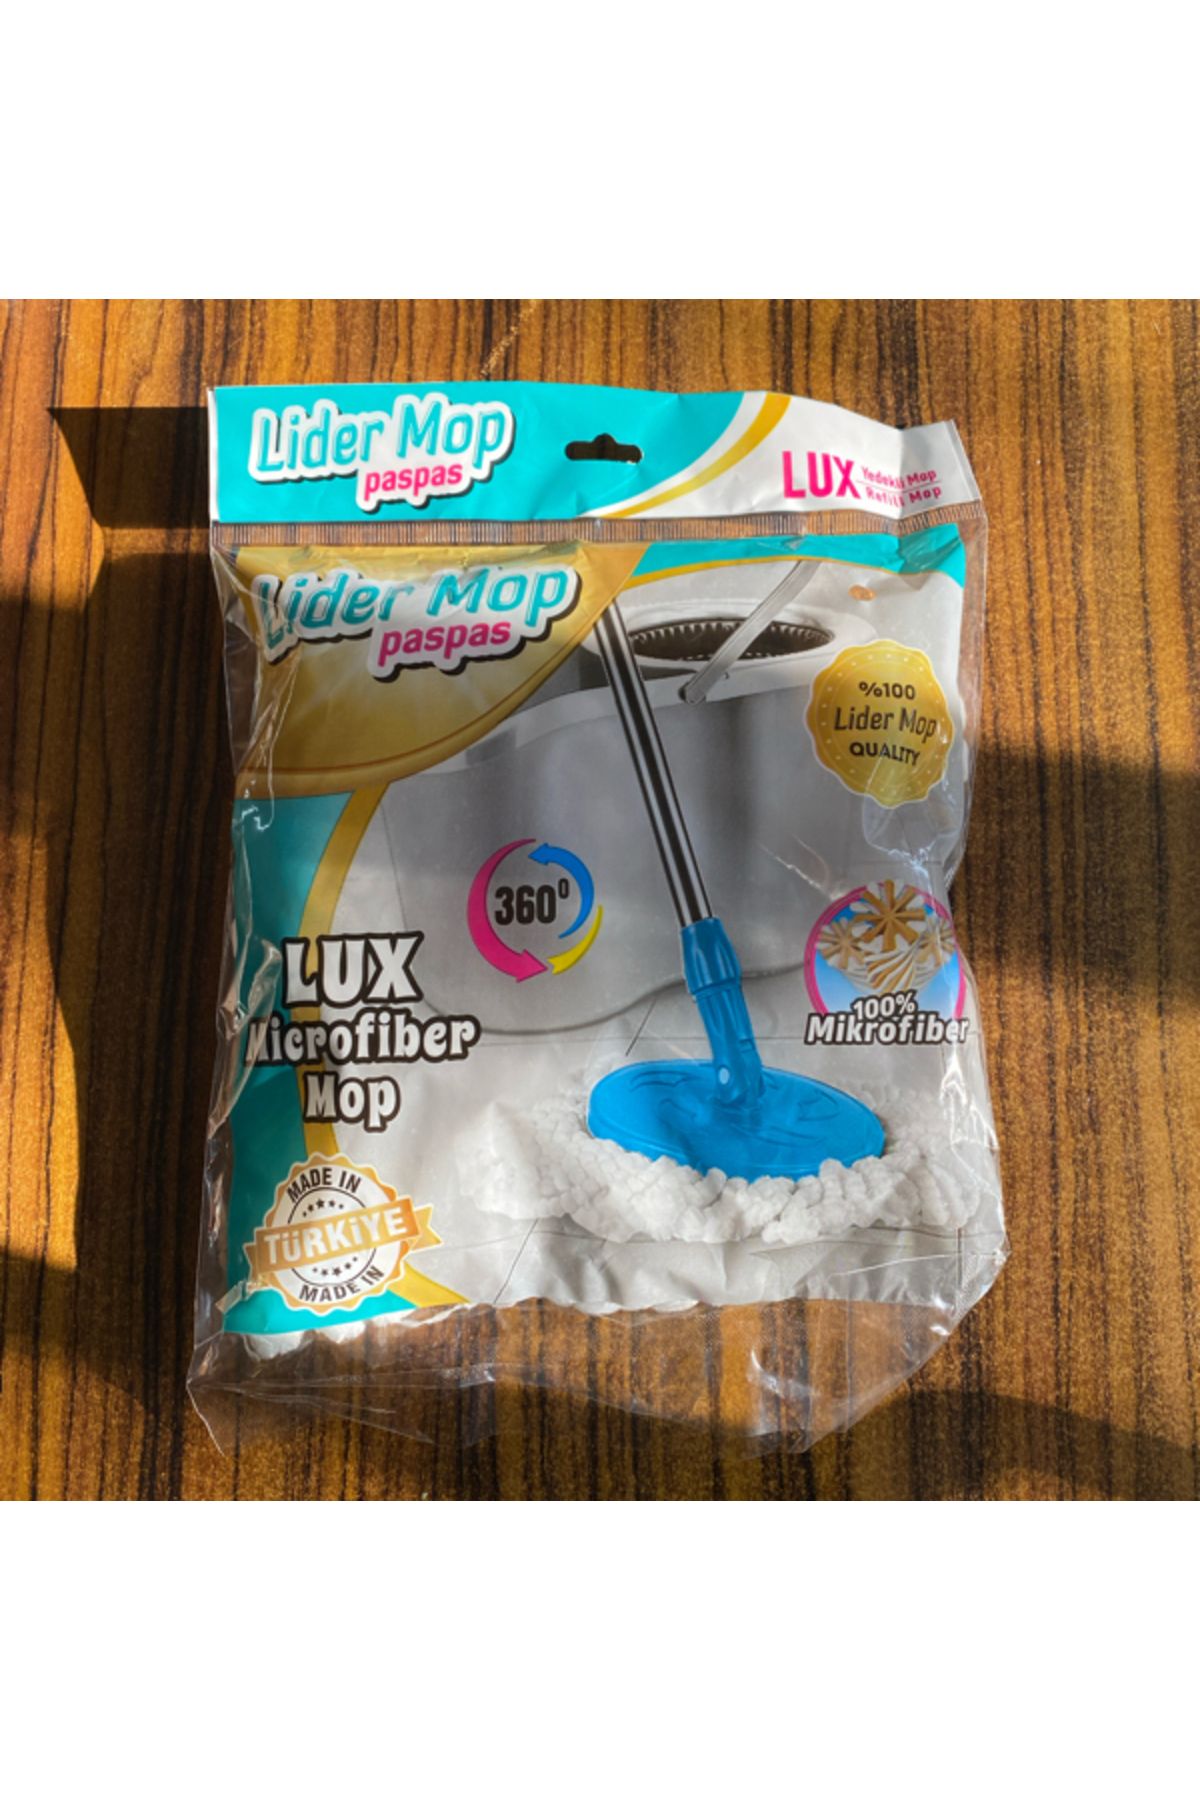 Lider Mop
paspas
LUX
Yedekli Mop
Refill Mop
Lider Mop
paspas
%100
Lider Mop
QUALITY
360⁰
LUX
Microfiber
Mop
100%
Mikrofiber
MADE IN
TÜRKİYE
MADE IN